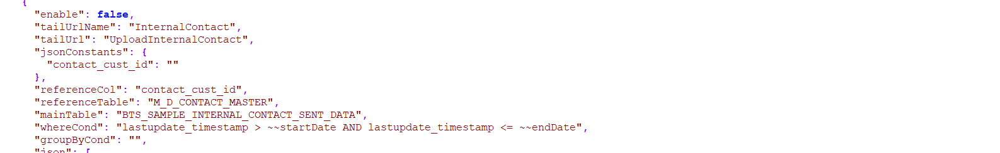 {
"enable": false,
"tailUrlName": "InternalContact",
"tailUrl": "UploadInternalContact",
"jsonConstants": {
"contact_cust_id": ""
},
"referenceCol": "contact_cust_id",
"referenceTable": "M_D_CONTACT_MASTER",
"mainTable": "BTS_SAMPLE_INTERNAL_CONTACT_SENT_DATA",
"whereCond": "lastupdate_timestamp > ~~startDate AND lastupdate_timestamp <= ~~endDate",
"groupByCond": "",
"json": [